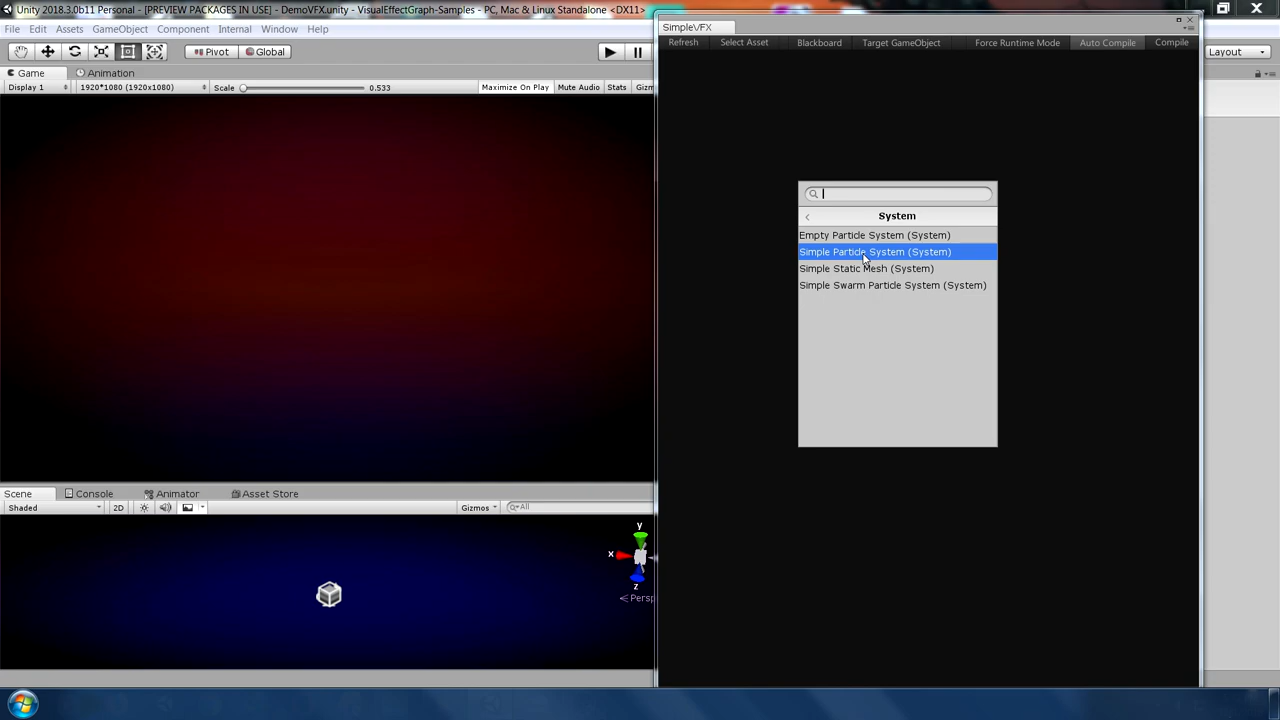 Unity 2018.3.0b11 Personal - [PREVIEW PACKAGES IN USE] - DemoVFX.unity - VisualEffectGraph-Samples - PC, Mac & Linux Standalone <DX11>
File Edit Assets GameObject Component Internal Window Help
Pivot Global Layout
Game Animation
Display 1 1920*1080 (1920x1080) Scale 0.533 Maximize On Play Mute Audio Stats Gizm
SimpleVFX
Refresh Select Asset Blackboard Target GameObject Force Runtime Mode Auto Compile Compile
System
Empty Particle System (System)
Simple Particle System (System)
Simple Static Mesh (System)
Simple Swarm Particle System (System)
Scene Console Animator Asset Store
Shaded 2D Gizmos All
y
x
z
<Persp